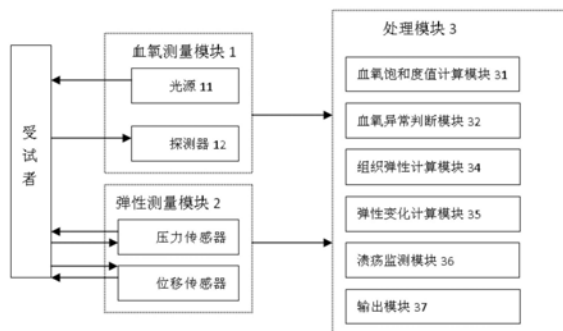 受试者
血氧测量模块 1
光源 11
探测器 12
弹性测量模块 2
压力传感器
位移传感器
处理模块 3
血氧饱和度值计算模块 31
血氧异常判断模块 32
组织弹性计算模块 34
弹性变化计算模块 35
溃疡监测模块 36
输出模块 37